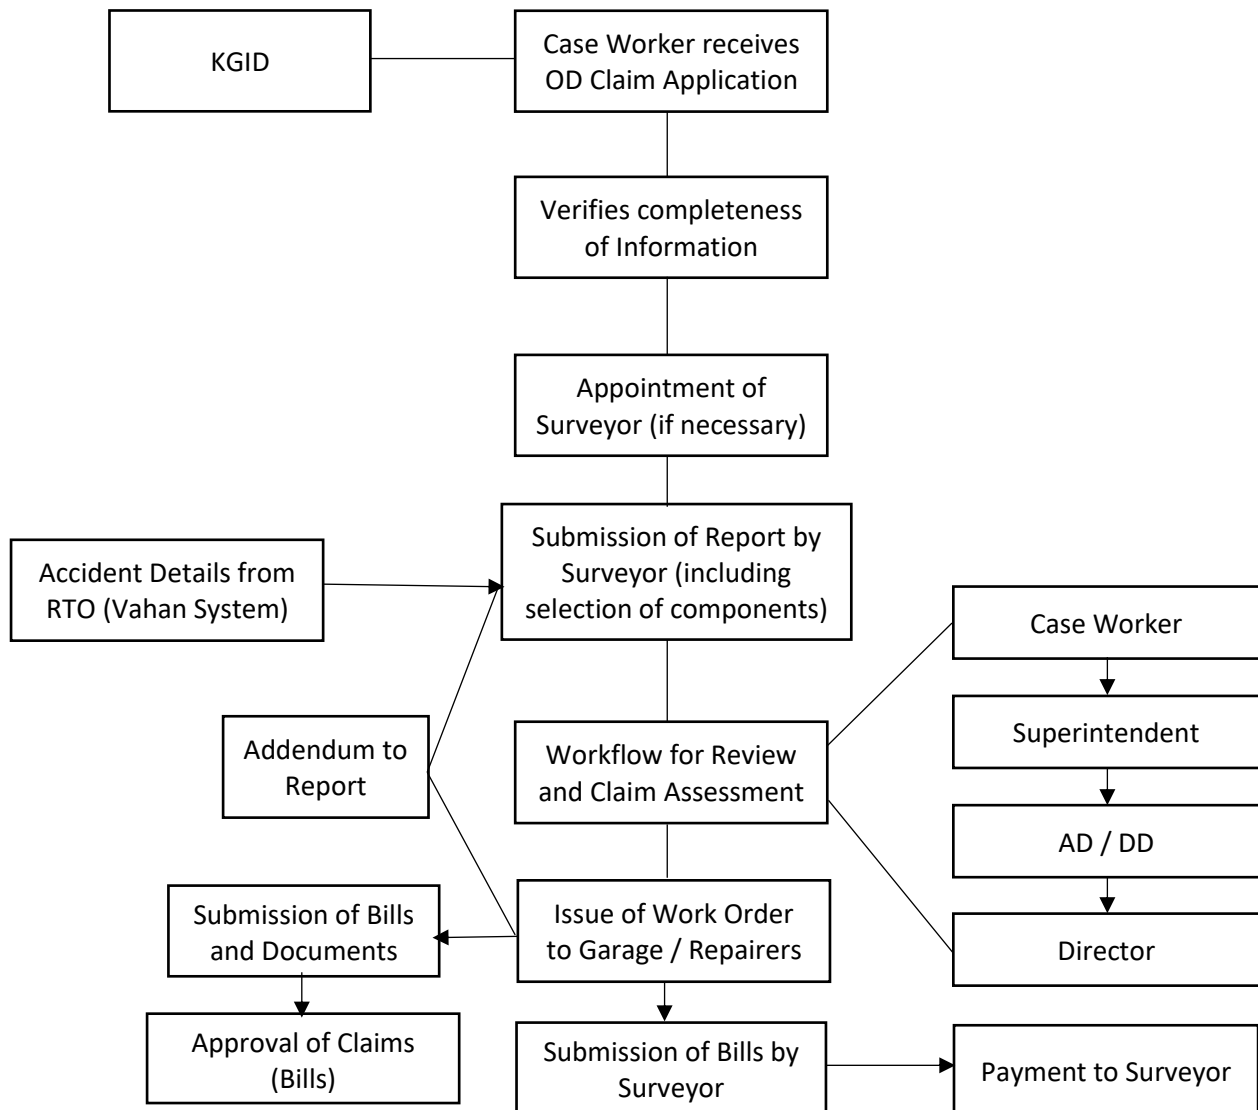 KGID
Case Worker receives
OD Claim Application
Verifies completeness
of Information
Appointment of
Surveyor (if necessary)
Submission of Report by
Surveyor (including
selection of components)
Accident Details from
RTO (Vahan System)
Case Worker
Superintendent
AD / DD
Director
Addendum to
Report
Workflow for Review
and Claim Assessment
Submission of Bills
and Documents
Issue of Work Order
to Garage / Repairers
Approval of Claims
(Bills)
Submission of Bills by
Surveyor
Payment to Surveyor